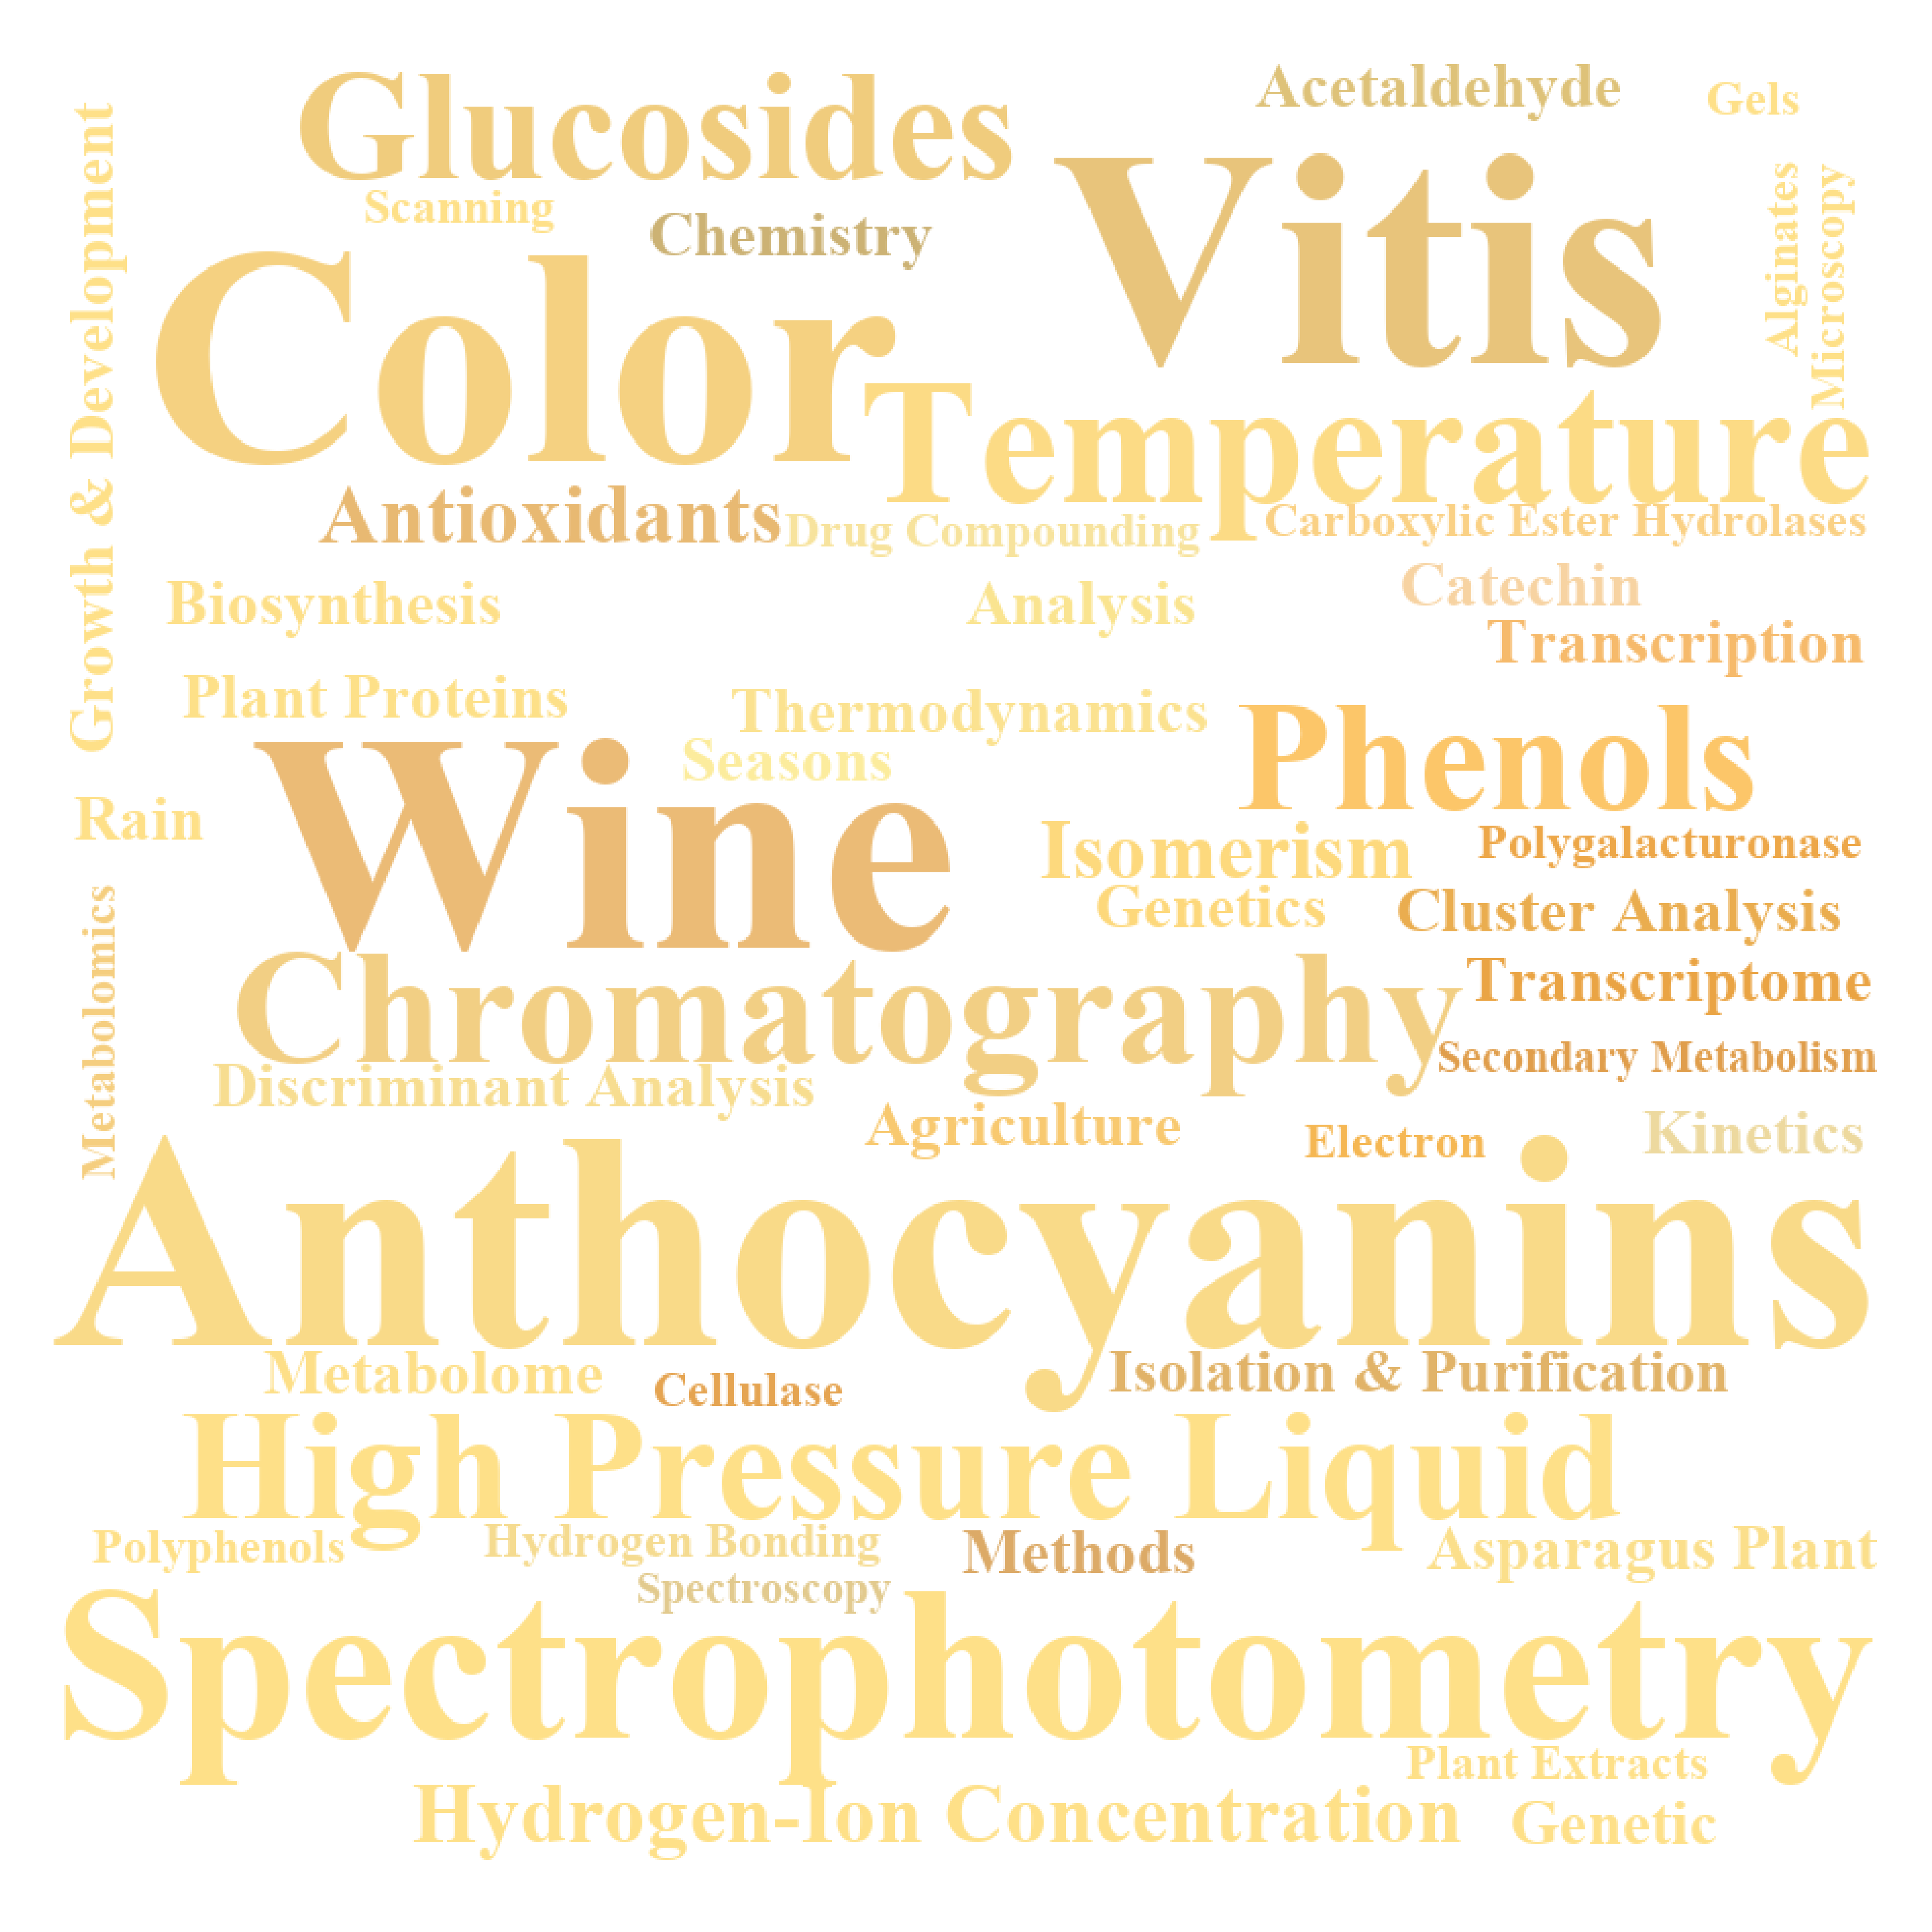 Glucosides
Acetaldehyde
Gels
Growth & Development
Scanning
Chemistry
Vitis
Alginates
Microscopy
Color
Temperature
Antioxidants
Drug Compounding
Carboxylic Ester Hydrolases
Biosynthesis
Analysis
Catechin
Transcription
Plant Proteins
Thermodynamics
Phenols
Seasons
Wine
Rain
Isomerism
Polygalacturonase
Genetics
Cluster Analysis
Metabolomics
Chromatography
Transcriptome
Secondary Metabolism
Discriminant Analysis
Agriculture
Electron
Kinetics
Anthocyanins
Metabolome
Cellulase
Isolation & Purification
High Pressure Liquid
Polyphenols
Hydrogen Bonding
Methods
Asparagus Plant
Spectroscopy
Spectrophotometry
Plant Extracts
Hydrogen-Ion Concentration
Genetic